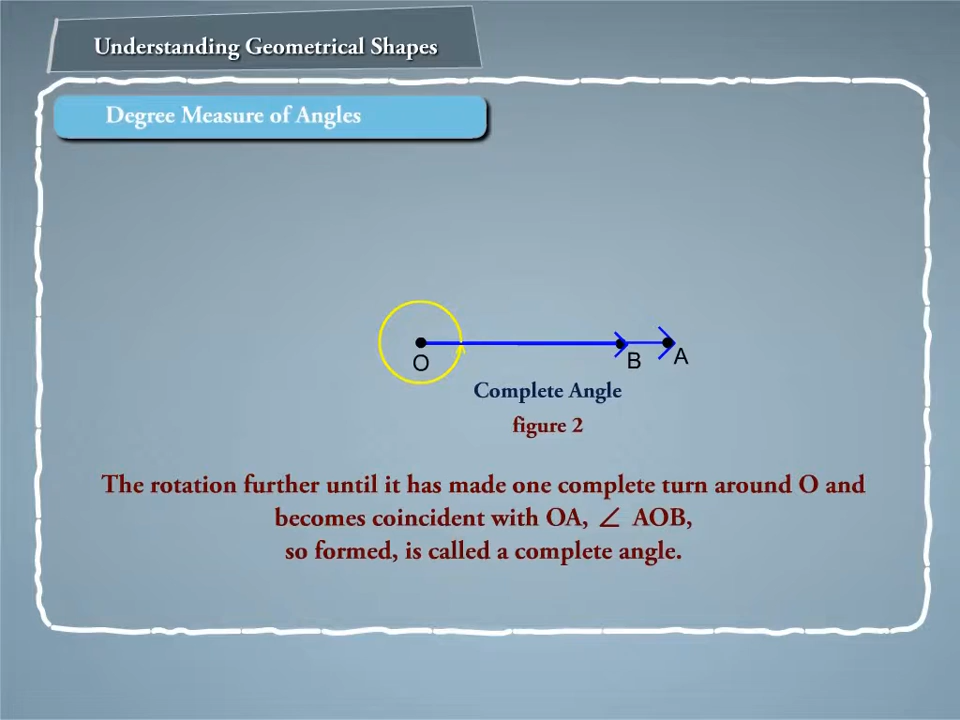 Understanding Geometrical Shapes
Degree Measure of Angles
O
B
A
Complete Angle
figure 2
The rotation further until it has made one complete turn around O and
becomes coincident with OA, ∠ AOB,
so formed, is called a complete angle.